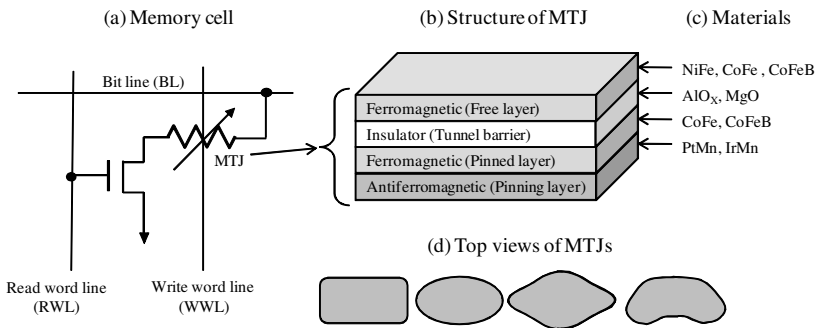 (a) Memory cell
Bit line (BL)
MTJ
Read word line
(RWL)
Write word line
(WWL)
(b) Structure of MTJ
Ferromagnetic (Free layer)
Insulator (Tunnel barrier)
Ferromagnetic (Pinned layer)
Antiferromagnetic (Pinning layer)
(c) Materials
NiFe, CoFe , CoFeB
AlOₓ, MgO
CoFe, CoFeB
PtMn, IrMn
(d) Top views of MTJs